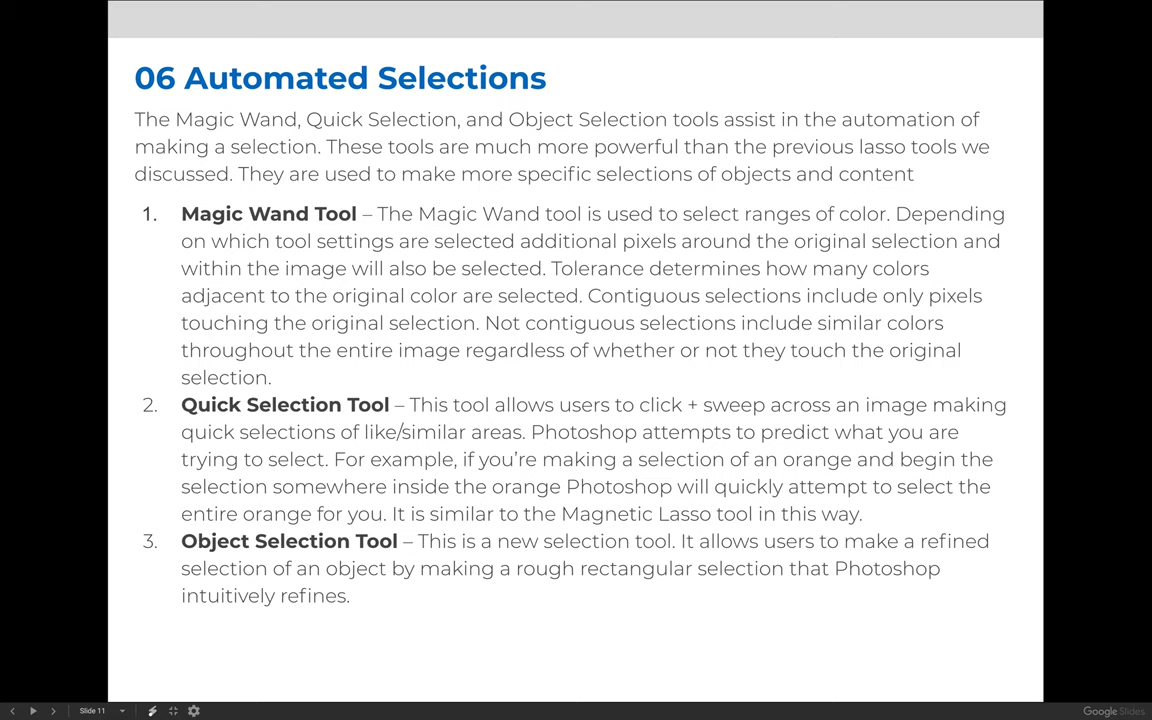 06 Automated Selections
The Magic Wand, Quick Selection, and Object Selection tools assist in the automation of
making a selection. These tools are much more powerful than the previous lasso tools we
discussed. They are used to make more specific selections of objects and content
1. Magic Wand Tool – The Magic Wand tool is used to select ranges of color. Depending
on which tool settings are selected additional pixels around the original selection and
within the image will also be selected. Tolerance determines how many colors
adjacent to the original color are selected. Contiguous selections include only pixels
touching the original selection. Not contiguous selections include similar colors
throughout the entire image regardless of whether or not they touch the original
selection.
2. Quick Selection Tool – This tool allows users to click + sweep across an image making
quick selections of like/similar areas. Photoshop attempts to predict what you are
trying to select. For example, if you’re making a selection of an orange and begin the
selection somewhere inside the orange Photoshop will quickly attempt to select the
entire orange for you. It is similar to the Magnetic Lasso tool in this way.
3. Object Selection Tool – This is a new selection tool. It allows users to make a refined
selection of an object by making a rough rectangular selection that Photoshop
intuitively refines.
Slide 11
Google Slides